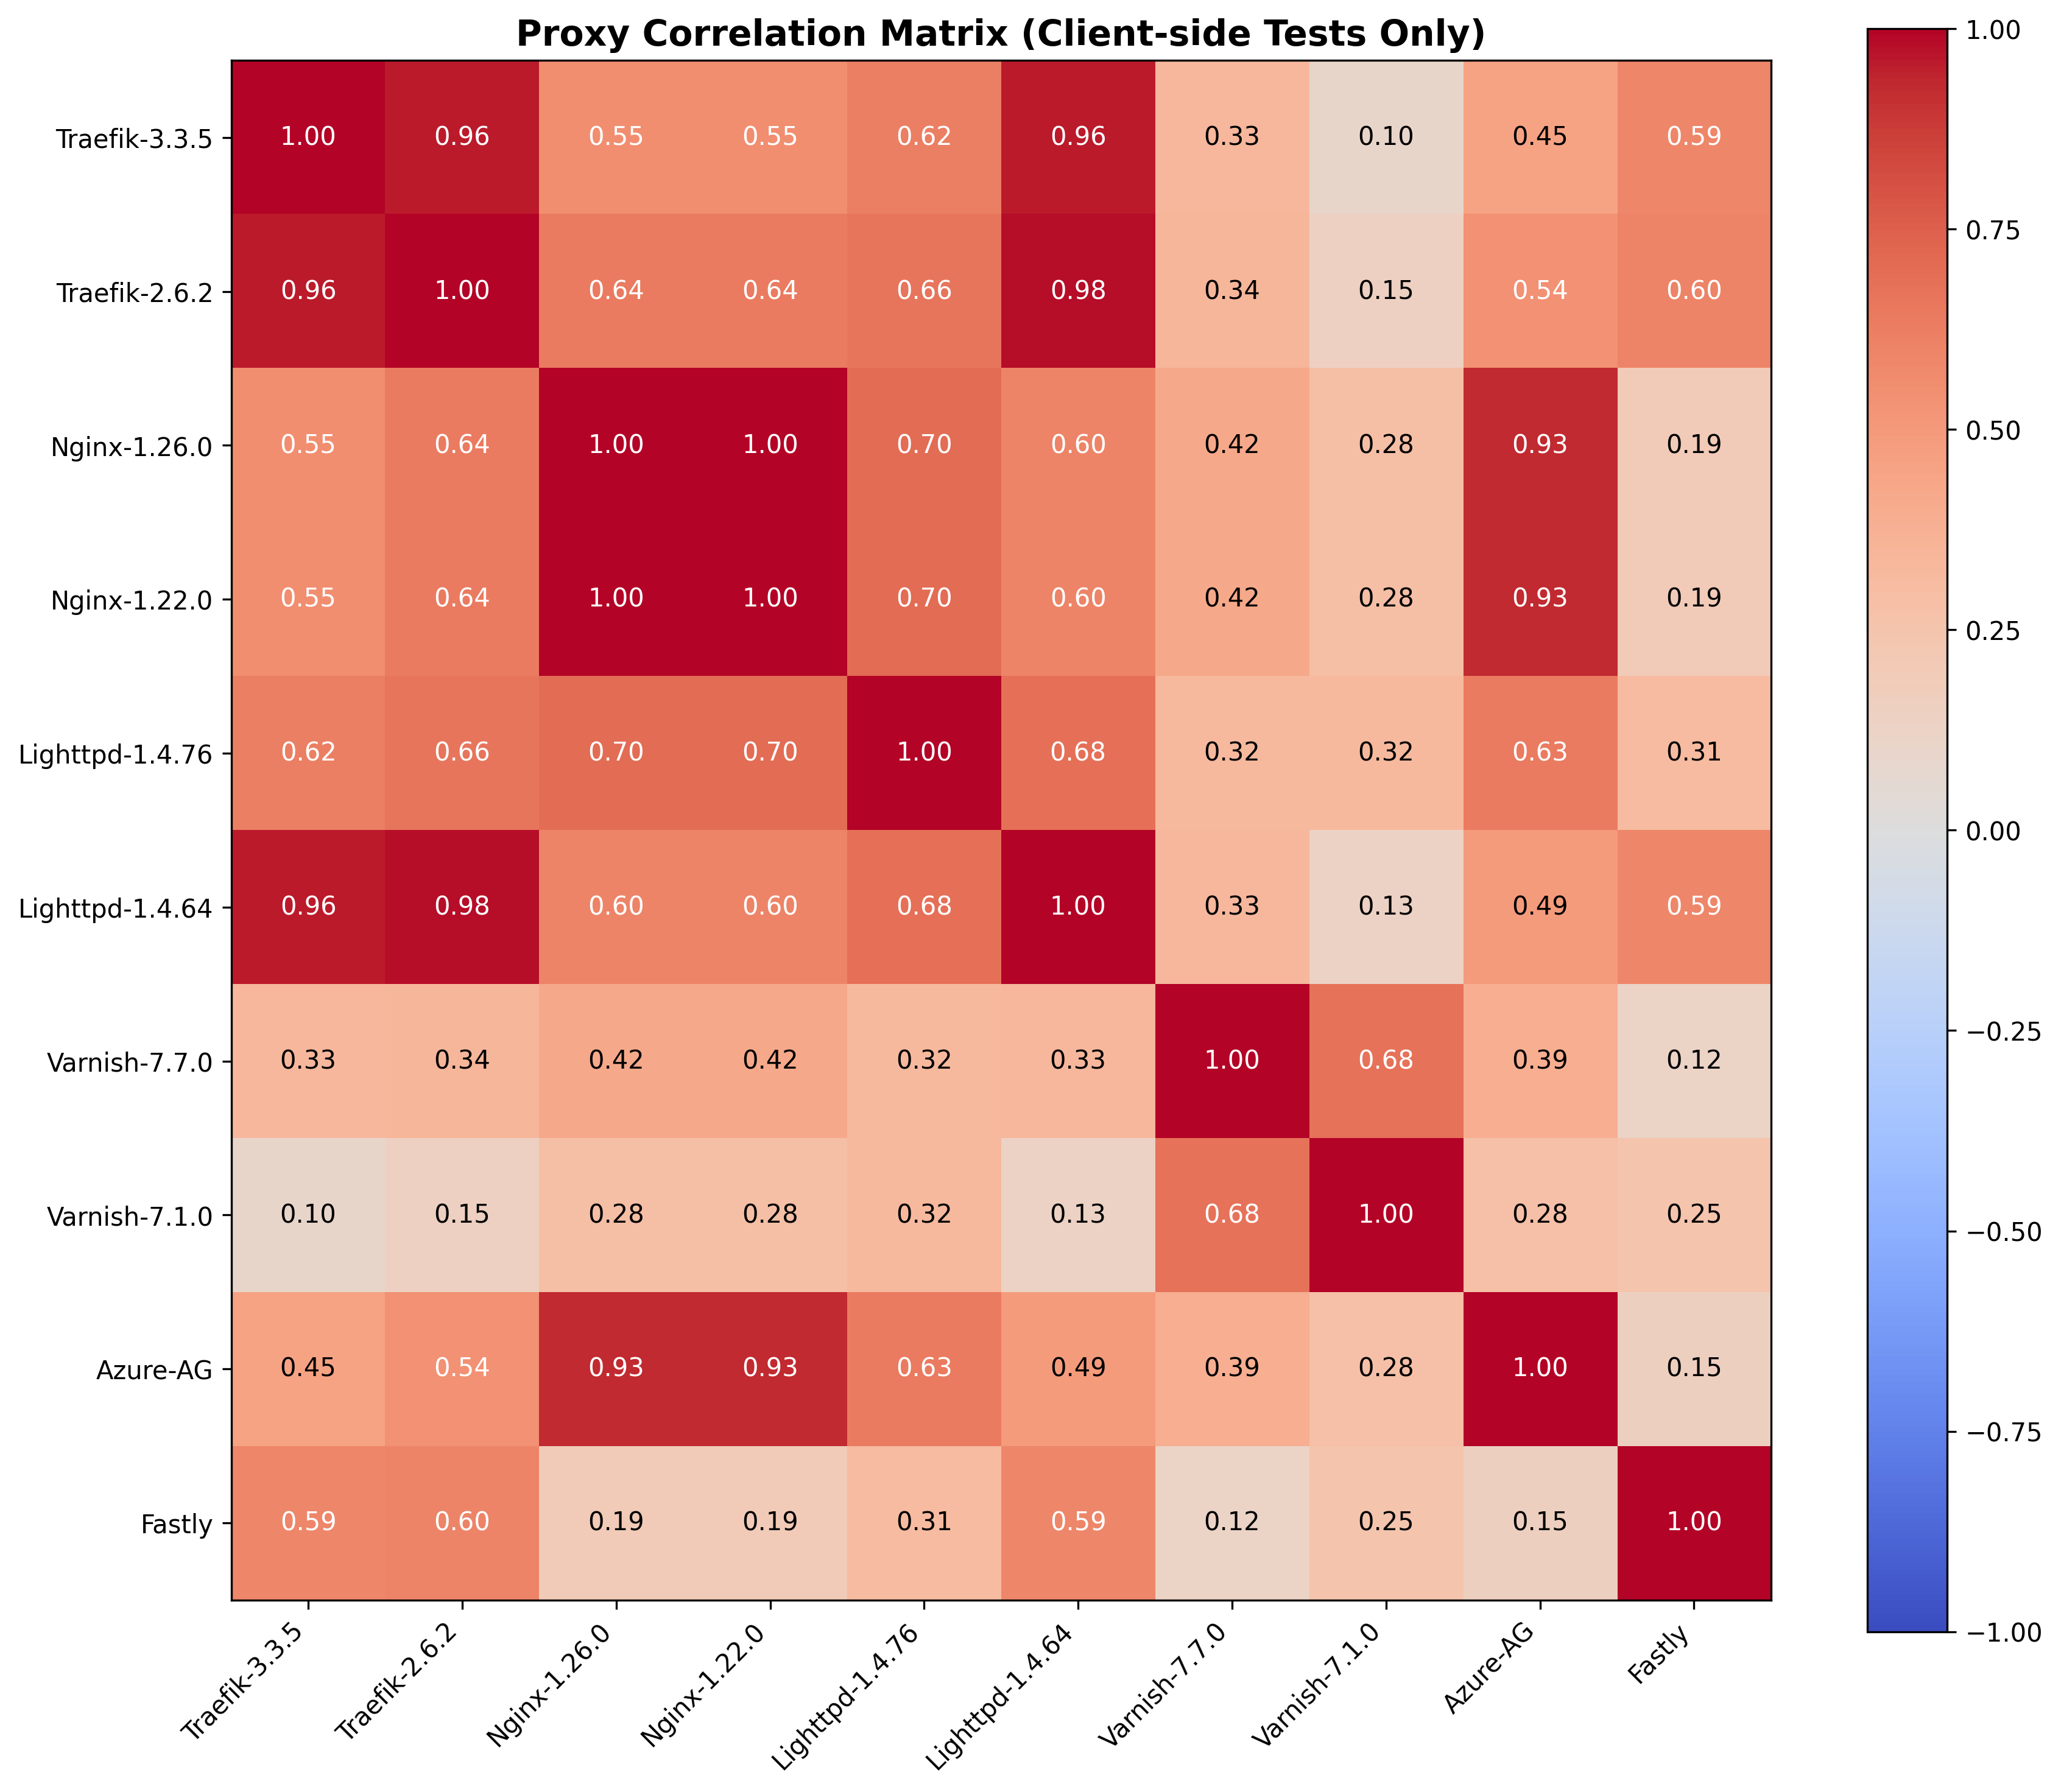 Proxy Correlation Matrix (Client-side Tests Only)
Traefik-3.3.5 1.00 0.96 0.55 0.55 0.62 0.96 0.33 0.10 0.45 0.59
Traefik-2.6.2 0.96 1.00 0.64 0.64 0.66 0.98 0.34 0.15 0.54 0.60
Nginx-1.26.0 0.55 0.64 1.00 1.00 0.70 0.60 0.42 0.28 0.93 0.19
Nginx-1.22.0 0.55 0.64 1.00 1.00 0.70 0.60 0.42 0.28 0.93 0.19
Lighttpd-1.4.76 0.62 0.66 0.70 0.70 1.00 0.68 0.32 0.32 0.63 0.31
Lighttpd-1.4.64 0.96 0.98 0.60 0.60 0.68 1.00 0.33 0.13 0.49 0.59
Varnish-7.7.0 0.33 0.34 0.42 0.42 0.32 0.33 1.00 0.68 0.39 0.12
Varnish-7.1.0 0.10 0.15 0.28 0.28 0.32 0.13 0.68 1.00 0.28 0.25
Azure-AG 0.45 0.54 0.93 0.93 0.63 0.49 0.39 0.28 1.00 0.15
Fastly 0.59 0.60 0.19 0.19 0.31 0.59 0.12 0.25 0.15 1.00
Traefik-3.3.5 Traefik-2.6.2 Nginx-1.26.0 Nginx-1.22.0 Lighttpd-1.4.76 Lighttpd-1.4.64 Varnish-7.7.0 Varnish-7.1.0 Azure-AG Fastly
1.00
0.75
0.50
0.25
0.00
−0.25
−0.50
−0.75
−1.00